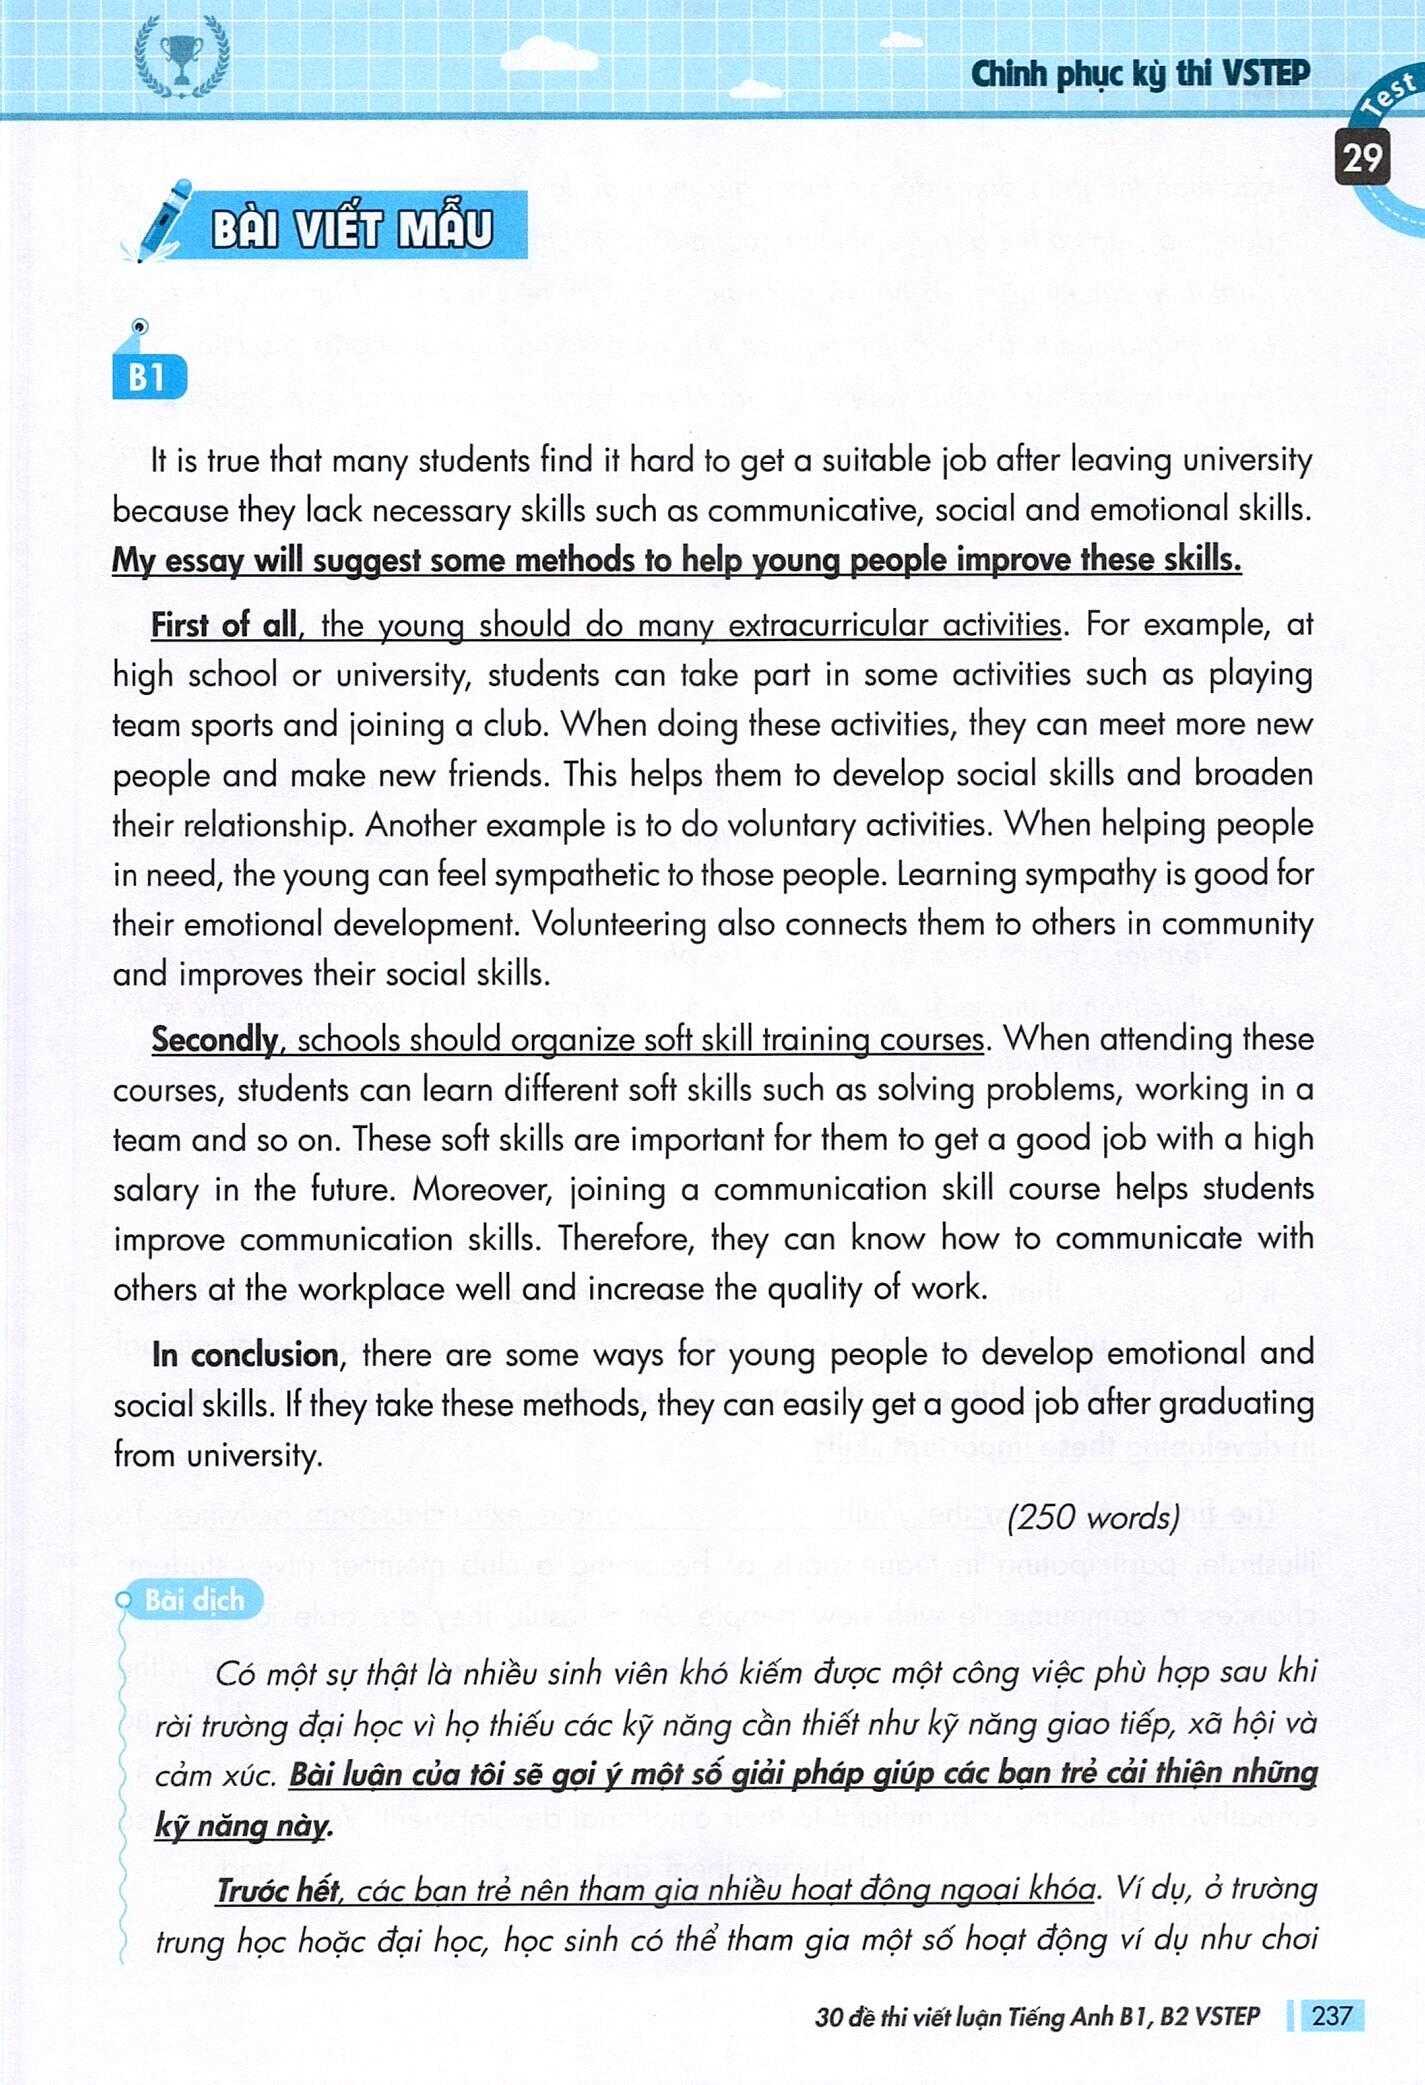 Chinh phục kỳ thi VSTEP
Test
29
BÀI VIẾT MẪU
B1
It is true that many students find it hard to get a suitable job after leaving university
because they lack necessary skills such as communicative, social and emotional skills.
My essay will suggest some methods to help young people improve these skills.
First of all, the young should do many extracurricular activities. For example, at
high school or university, students can take part in some activities such as playing
team sports and joining a club. When doing these activities, they can meet more new
people and make new friends. This helps them to develop social skills and broaden
their relationship. Another example is to do voluntary activities. When helping people
in need, the young can feel sympathetic to those people. Learning sympathy is good for
their emotional development. Volunteering also connects them to others in community
and improves their social skills.
Secondly, schools should organize soft skill training courses. When attending these
courses, students can learn different soft skills such as solving problems, working in a
team and so on. These soft skills are important for them to get a good job with a high
salary in the future. Moreover, joining a communication skill course helps students
improve communication skills. Therefore, they can know how to communicate with
others at the workplace well and increase the quality of work.
In conclusion, there are some ways for young people to develop emotional and
social skills. If they take these methods, they can easily get a good job after graduating
from university.
(250 words)
Bài dịch
Có một sự thật là nhiều sinh viên khó kiếm được một công việc phù hợp sau khi
rời trường đại học vì họ thiếu các kỹ năng cần thiết như kỹ năng giao tiếp, xã hội và
cảm xúc. Bài luận của tôi sẽ gợi ý một số giải pháp giúp các bạn trẻ cải thiện những
kỹ năng này.
Trước hết, các bạn trẻ nên tham gia nhiều hoạt động ngoại khóa. Ví dụ, ở trường
trung học hoặc đại học, học sinh có thể tham gia một số hoạt động ví dụ như chơi
30 đề thi viết luận Tiếng Anh B1, B2 VSTEP
237